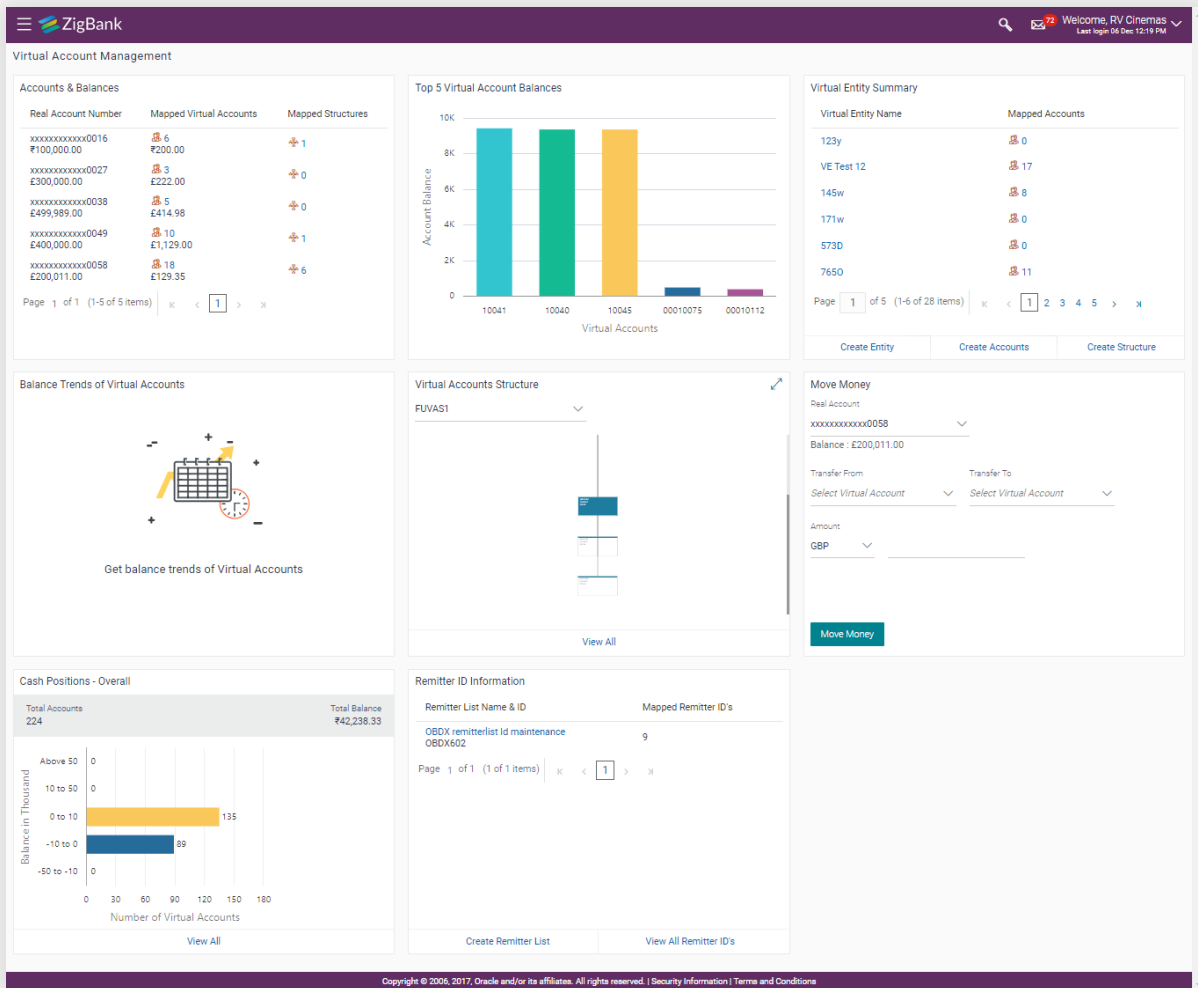 ZigBank
72
Welcome, RV Cinemas
Last login 06 Dec 12:19 PM
Virtual Account Management
Accounts & Balances
Real Account Number Mapped Virtual Accounts Mapped Structures
xxxxxxxxxxxx0016 6 1
₹100,000.00 ₹200.00
xxxxxxxxxxxx0027 3 0
£300,000.00 £222.00
xxxxxxxxxxxx0038 5 0
£499,989.00 £414.98
xxxxxxxxxxxx0049 10 1
£400,000.00 £1,129.00
xxxxxxxxxxxx0058 18 6
£200,011.00 £129.35
Page 1 of 1 (1-5 of 5 items) K < 1 > X
Top 5 Virtual Account Balances
10K
8K
6K
4K
2K
0
Account Balance
10041 10040 10045 00010075 00010112
Virtual Accounts
Virtual Entity Summary
Virtual Entity Name Mapped Accounts
123y 0
VE Test 12 17
145w 8
171w 0
573D 0
7650 11
Page 1 of 5 (1-6 of 28 items) K < 1 2 3 4 5 > X
Create Entity Create Accounts Create Structure
Balance Trends of Virtual Accounts
Get balance trends of Virtual Accounts
Virtual Accounts Structure
FUVAS1
View All
Move Money
Real Account
xxxxxxxxxxxx0058
Balance : £200,011.00
Transfer From Transfer To
Select Virtual Account Select Virtual Account
Amount
GBP
Move Money
Cash Positions - Overall
Total Accounts Total Balance
224 ₹42,238.33
Balance in Thousand
Above 50 0
10 to 50 0
0 to 10 135
-10 to 0 89
-50 to -10 0
0 30 60 90 120 150 180
Number of Virtual Accounts
View All
Remitter ID Information
Remitter List Name & ID Mapped Remitter ID's
OBDX remitterlist Id maintenance 9
OBDX602
Page 1 of 1 (1 of 1 items) K < 1 > X
Create Remitter List View All Remitter ID's
Copyright © 2006, 2017, Oracle and/or its affiliates. All rights reserved. | Security Information | Terms and Conditions